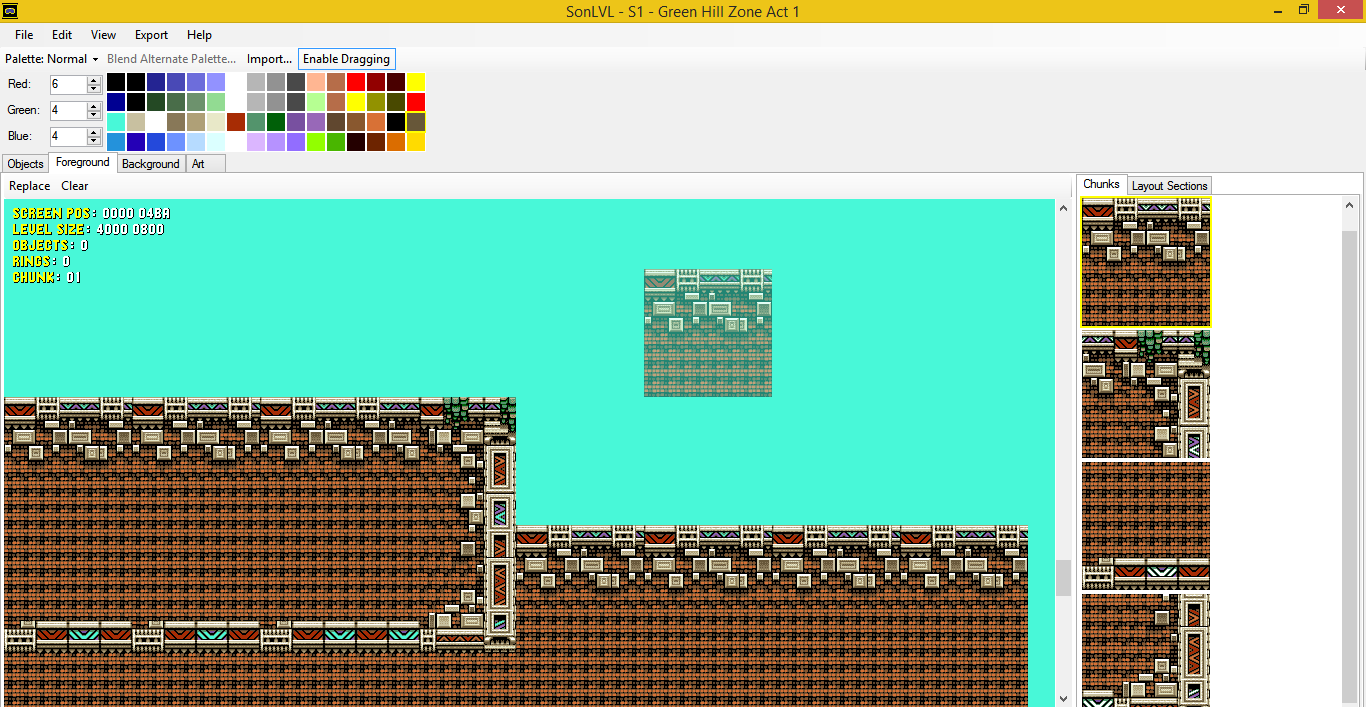 SonLVL - S1 - Green Hill Zone Act 1
File Edit View Export Help
Palette: Normal Blend Alternate Palette... Import... Enable Dragging
Red: 6
Green: 4
Blue: 4
Objects Foreground Background Art
Replace Clear
Chunks Layout Sections
SCREEN POS: 0000 04BA
LEVEL SIZE: 4000 0800
OBJECTS: 0
RINGS: 0
CHUNK: 01